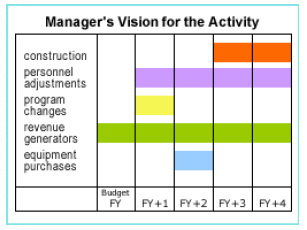 Manager's Vision for the Activity
construction
personnel
adjustments
program
changes
revenue
generators
equipment
purchases
Budget
FY FY+1 FY+2 FY+3 FY+4